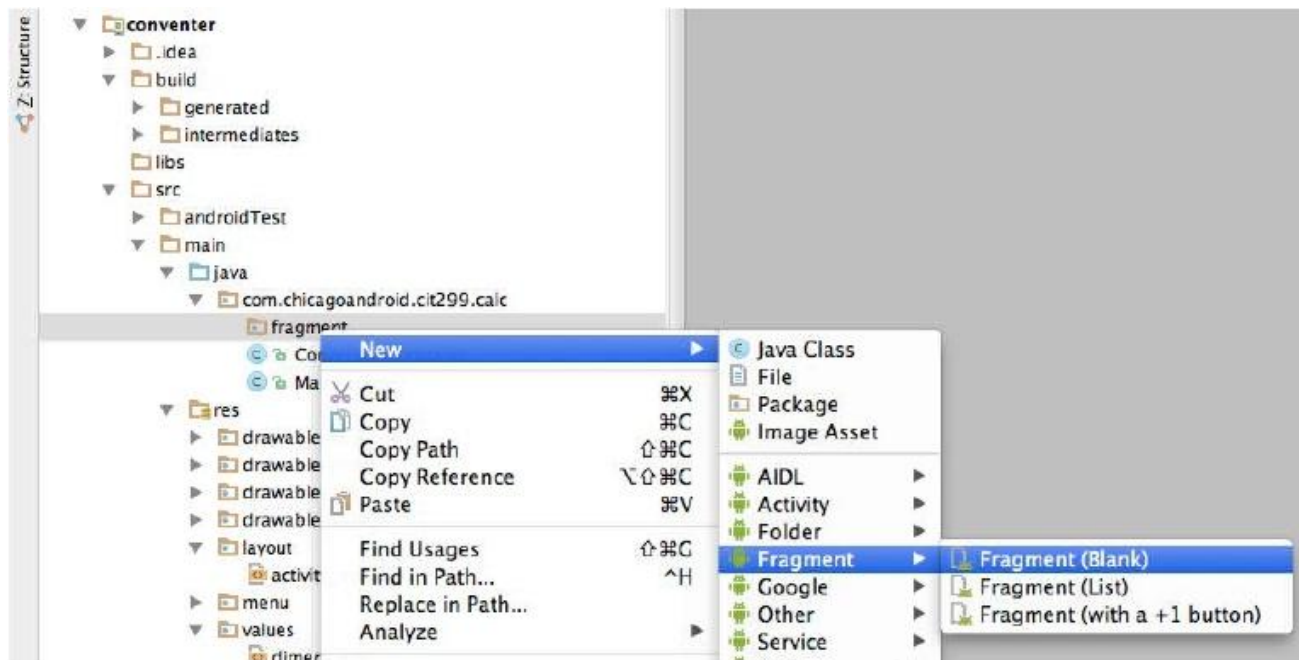 Z: Structure
conventer
.idea
build
generated
intermediates
libs
src
androidTest
main
java
com.chicagoandroid.cit299.calc
fragment
Co
Ma
res
drawable
drawable
drawable
drawable
layout
activit
menu
values
dimer
New
Cut ⌘X
Copy ⌘C
Copy Path ⇧⌘C
Copy Reference ⌥⇧⌘C
Paste ⌘V
Find Usages ⇧⌘G
Find in Path... ^H
Replace in Path...
Analyze
Java Class
File
Package
Image Asset
AIDL
Activity
Folder
Fragment
Google
Other
Service
Fragment (Blank)
Fragment (List)
Fragment (with a +1 button)